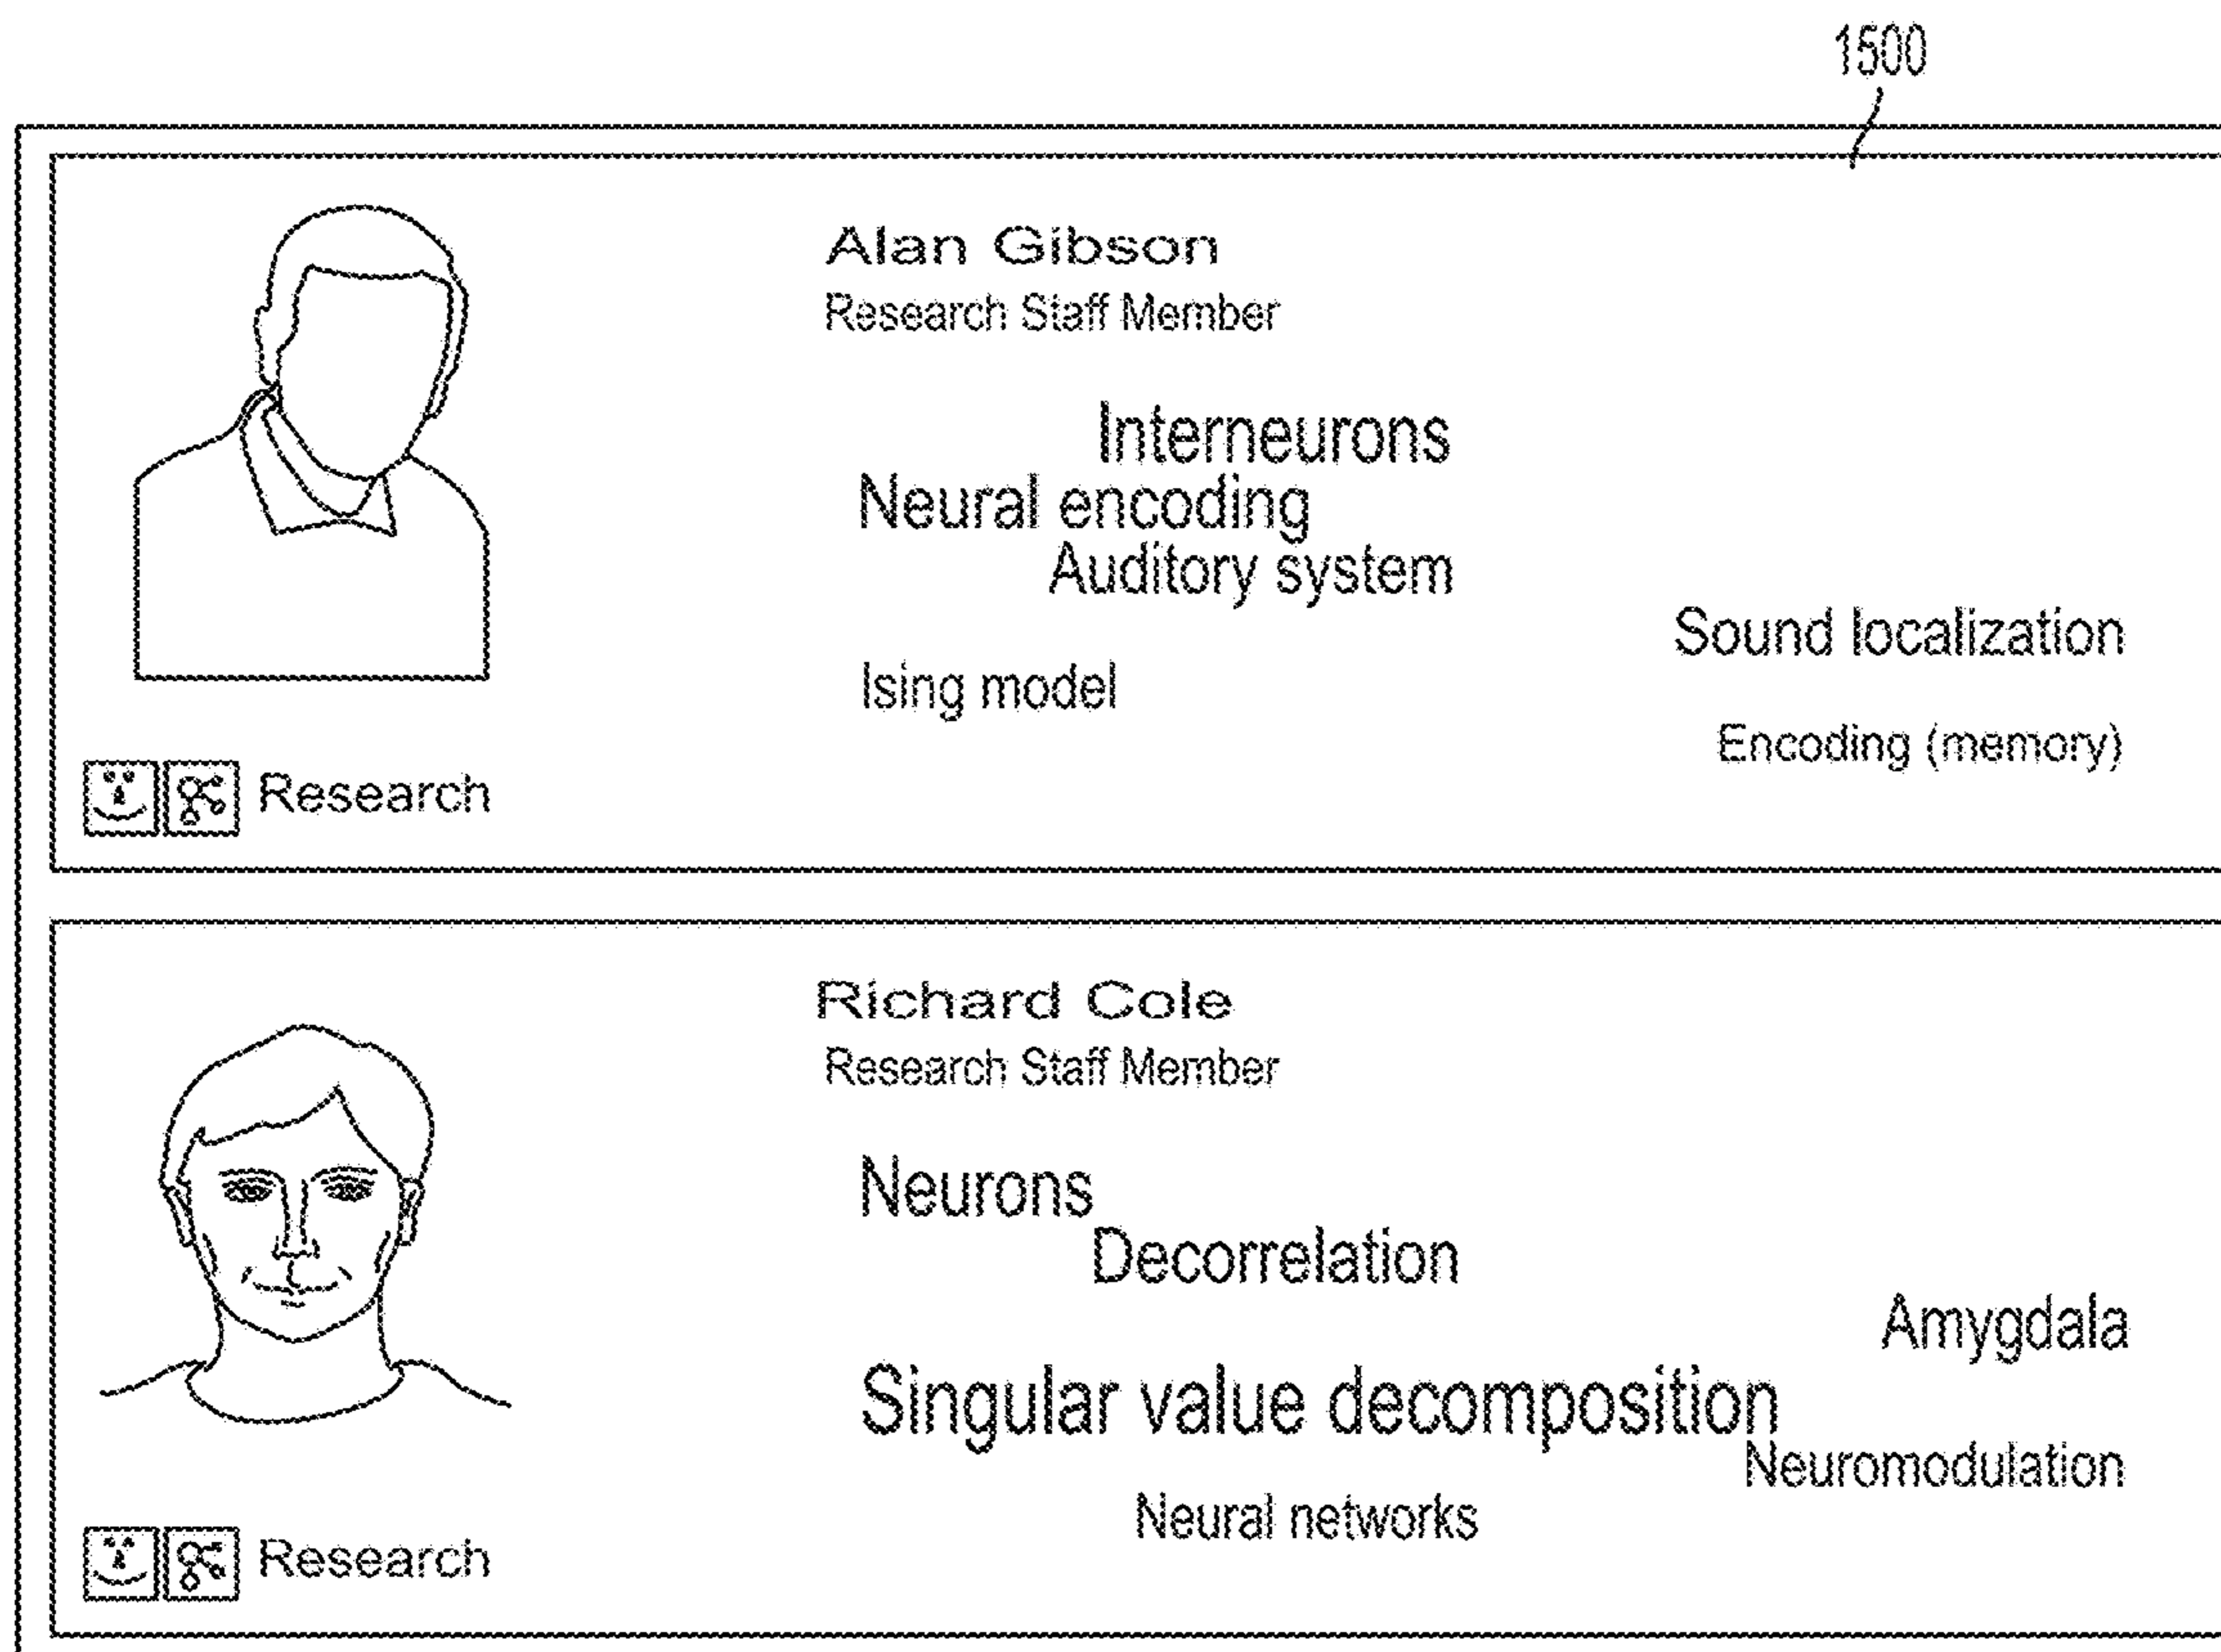 1500
Alan Gibson
Research Staff Member
Interneurons
Neural encoding
Auditory system
Sound localization
Ising model
Encoding (memory)
Research
Richard Cole
Research Staff Member
Neurons
Decorrelation
Amygdala
Singular value decomposition
Neuromodulation
Neural networks
Research